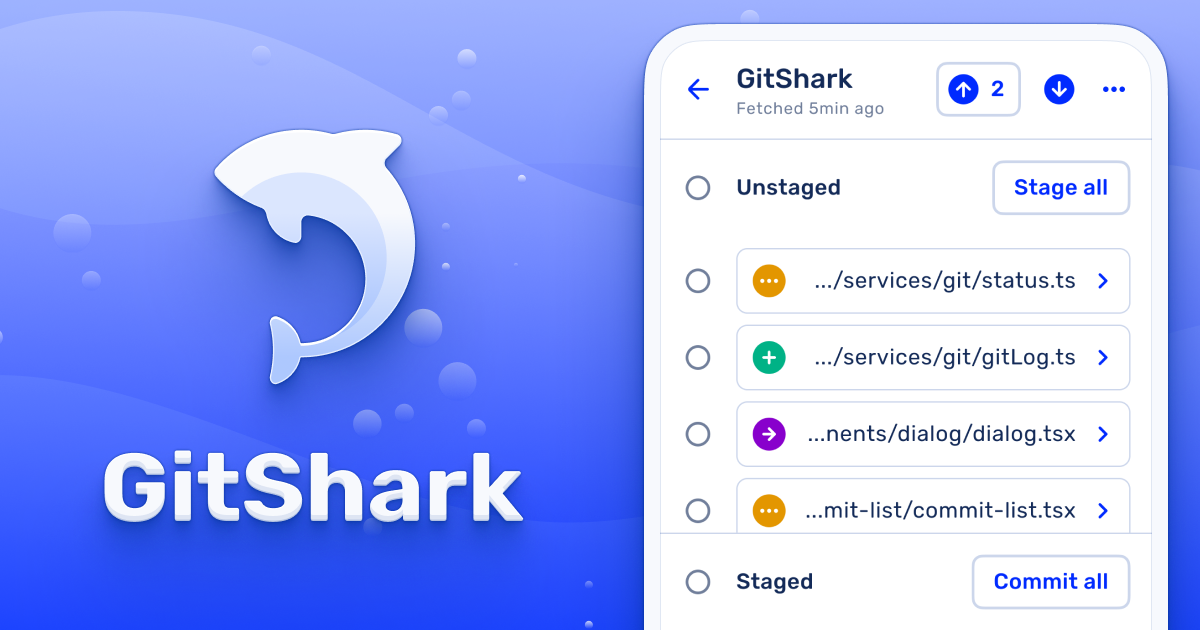 GitShark
GitShark
Fetched 5min ago
2
Unstaged
Stage all
.../services/git/status.ts
.../services/git/gitLog.ts
...nents/dialog/dialog.tsx
...mit-list/commit-list.tsx
Staged
Commit all